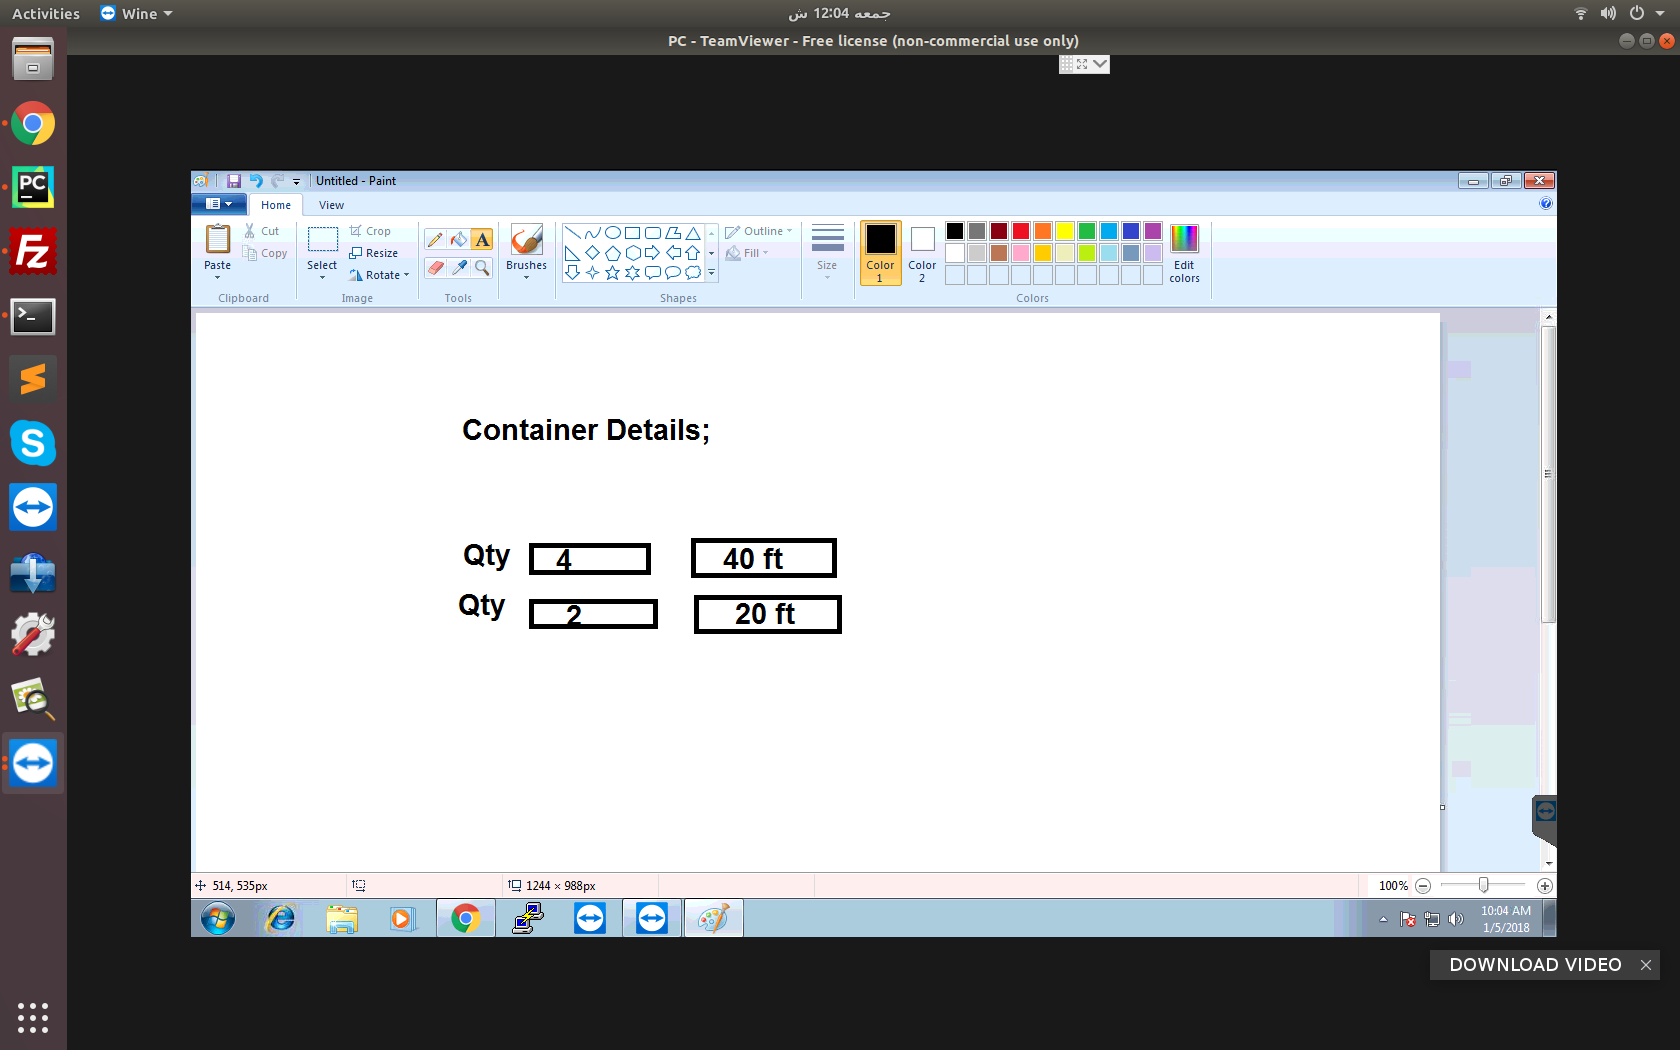 Activities Wine جمعه 12:04 ش
PC - TeamViewer - Free license (non-commercial use only)
Untitled - Paint
Home View
Paste Cut Copy Clipboard
Select Crop Resize Rotate Image
A Tools
Brushes
Shapes Outline Fill
Size
Color 1 Color 2 Edit colors Colors
PC
Fz
>_
S
Container Details;
Qty 4 40 ft
Qty 2 20 ft
514, 535px 1244 × 988px 100%
10:04 AM
1/5/2018
DOWNLOAD VIDEO ×